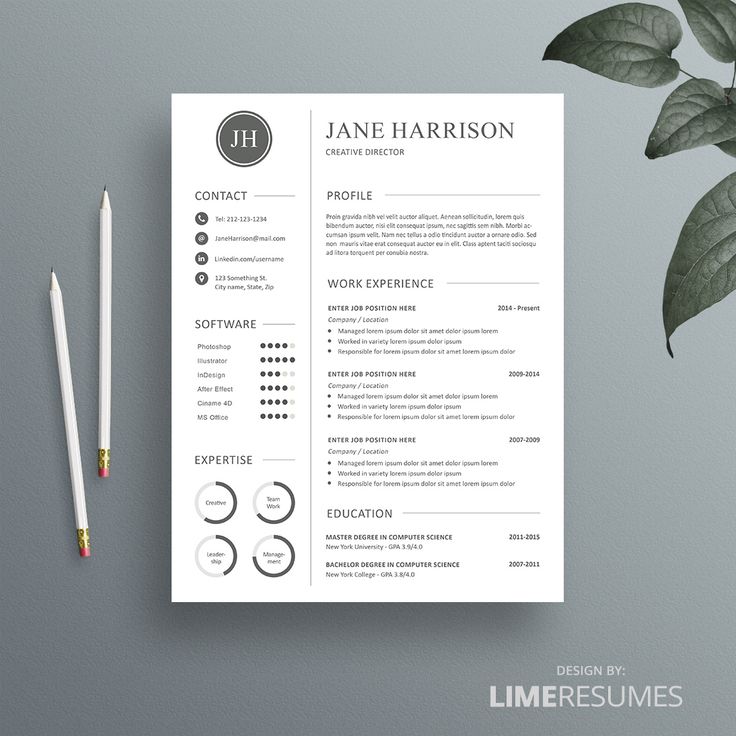 JH
CONTACT
Tel: 212-123-1234
JaneHarrison@mail.com
Linkedin.com/username
123 Something St.
City name, State, Zip
SOFTWARE
Photoshop
Illustrator
InDesign
After Effect
Ciname 4D
MS Office
EXPERTISE
Creative
Team
Work
Leader-
ship
Manage-
ment
JANE HARRISON
CREATIVE DIRECTOR
PROFILE
Proin gravida nibh vel velit auctor aliquet. Aenean sollicitudin, lorem quis
bibendum auctor, nisi elit consequat ipsum, nec sagittis sem nibh. Morbi ac-
cumsan ipsum velit. Nam nec tellus a odio tincidunt auctor a ornare odio. Sed
non mauris vitae erat consequat auctor eu in elit. Class aptent taciti sociosqu
ad litora torquent per conubia nostra.
WORK EXPERIENCE
ENTER JOB POSITION HERE 2014 - Present
Company / Location
Managed lorem ipsum dolor sit amet dolor ipsum lorem
Worked in variety lorem ipsum dolor ipsum
Responsible for lorem ipsum dolor sit amet dolor ipsum
ENTER JOB POSITION HERE 2009-2014
Company / Location
Managed lorem ipsum dolor sit amet dolor ipsum lorem
Worked in variety lorem ipsum dolor ipsum
Responsible for lorem ipsum dolor sit amet dolor ipsum
ENTER JOB POSITION HERE 2007-2009
Company / Location
Managed lorem ipsum dolor sit amet dolor ipsum lorem
Worked in variety lorem ipsum dolor ipsum
Responsible for lorem ipsum dolor sit amet dolor ipsum
EDUCATION
MASTER DEGREE IN COMPUTER SCIENCE 2011-2015
New York University - GPA 3.9/4.0
BACHELOR DEGREE IN COMPUTER SCIENCE 2007-2011
New York College - GPA 3.8/4.0
DESIGN BY:
LIMERESUMES